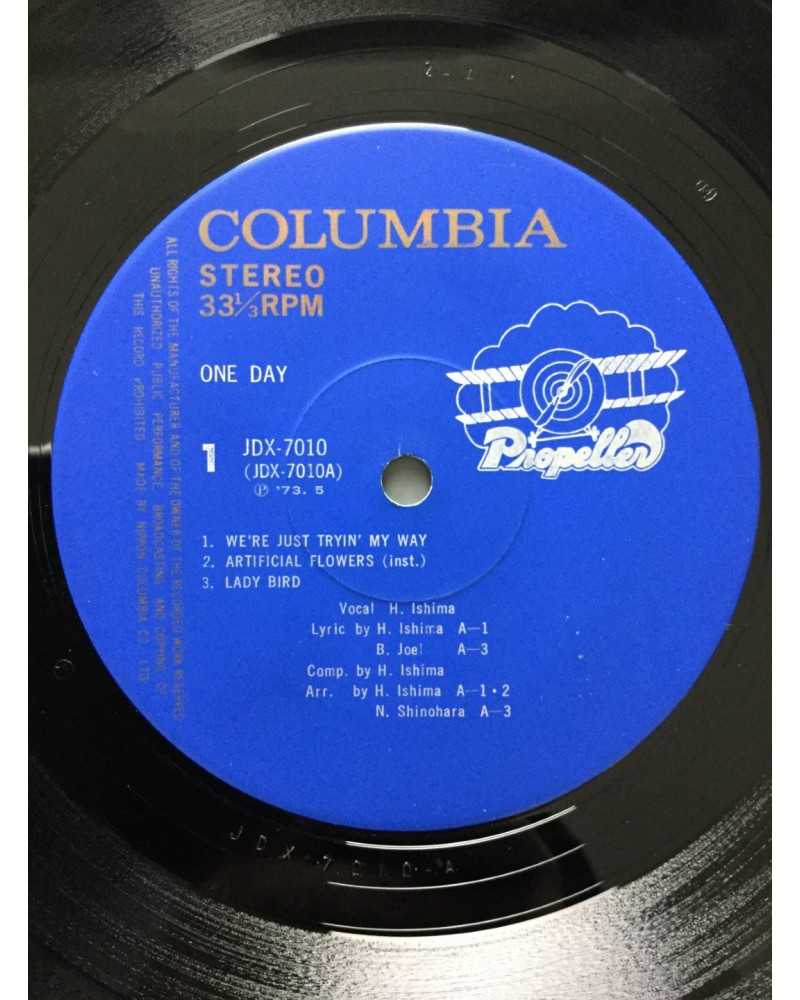 COLUMBIA
STEREO
33⅓RPM
ONE DAY
1
JDX-7010
(JDX-7010A)
Ⓟ '73. 5
Propeller
1. WE'RE JUST TRYIN' MY WAY
2. ARTIFICIAL FLOWERS (inst.)
3. LADY BIRD
Vocal H. Ishima
Lyric by H. Ishima A—1
B. Joel A—3
Comp. by H. Ishima
Arr. by H. Ishima A—1・2
N. Shinohara A—3
ALL RIGHTS OF THE MANUFACTURER AND OF THE OWNER OF THE RECORDED WORK RESERVED
UNAUTHORIZED PUBLIC PERFORMANCE BROADCASTING AND COPYING OF
THIS RECORD PROHIBITED MADE BY NIPPON COLUMBIA CO., LTD.
JDX-7010-A